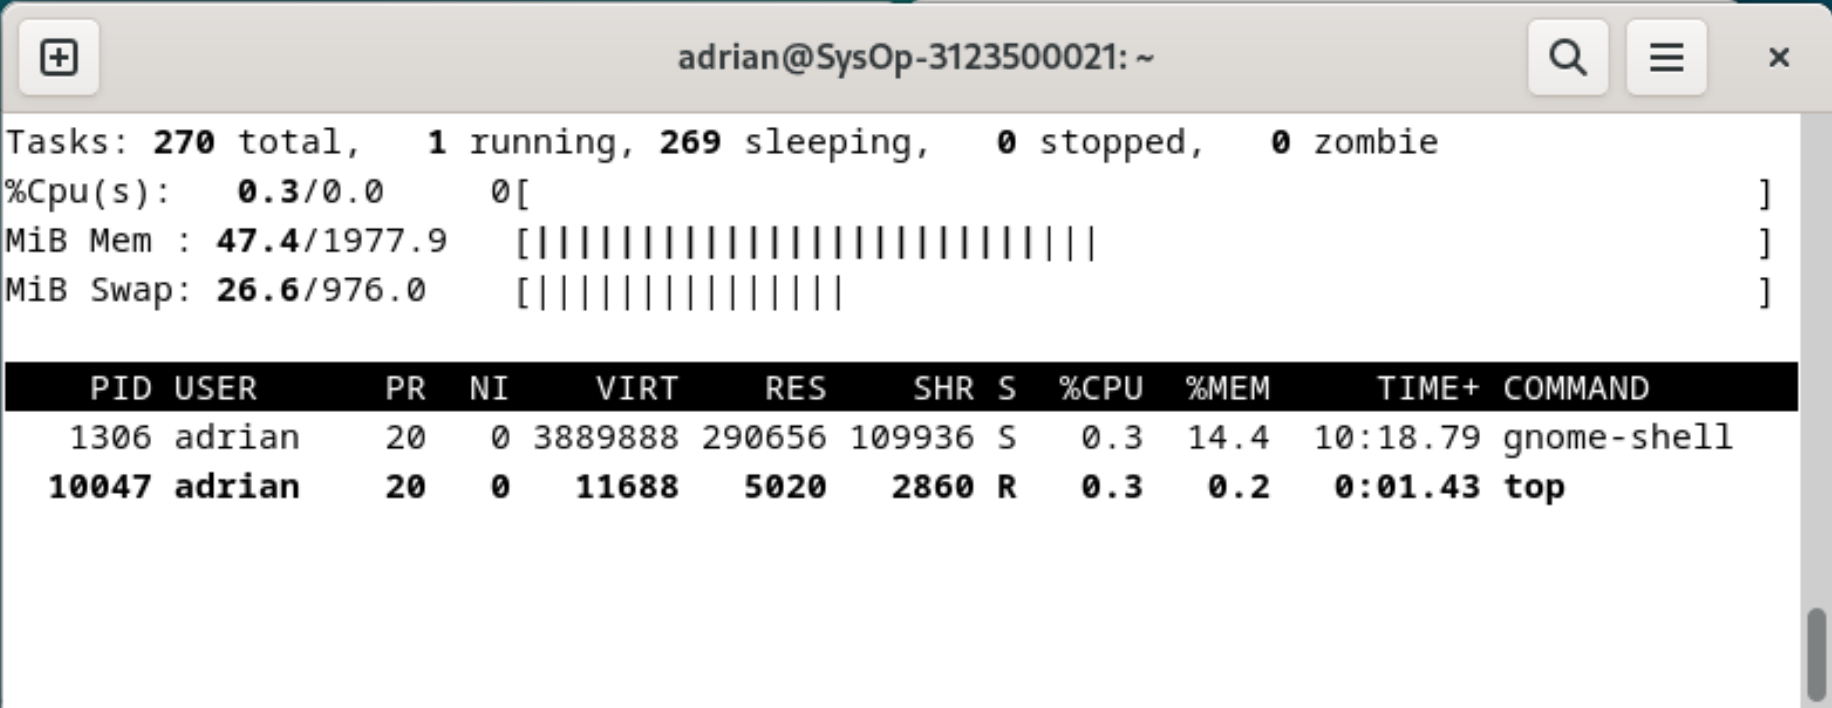 adrian@SysOp-3123500021: ~
Tasks: 270 total,   1 running, 269 sleeping,   0 stopped,   0 zombie
%Cpu(s):   0.3/0.0     0[                                                           ]
MiB Mem : 47.4/1977.9   [|||||||||||||||||||||||||||                                ]
MiB Swap: 26.6/976.0    [|||||||||||||||                                            ]
    PID USER      PR  NI    VIRT    RES    SHR S  %CPU  %MEM     TIME+ COMMAND
   1306 adrian    20   0 3889888 290656 109936 S   0.3  14.4  10:18.79 gnome-shell
  10047 adrian    20   0   11688   5020   2860 R   0.3   0.2   0:01.43 top